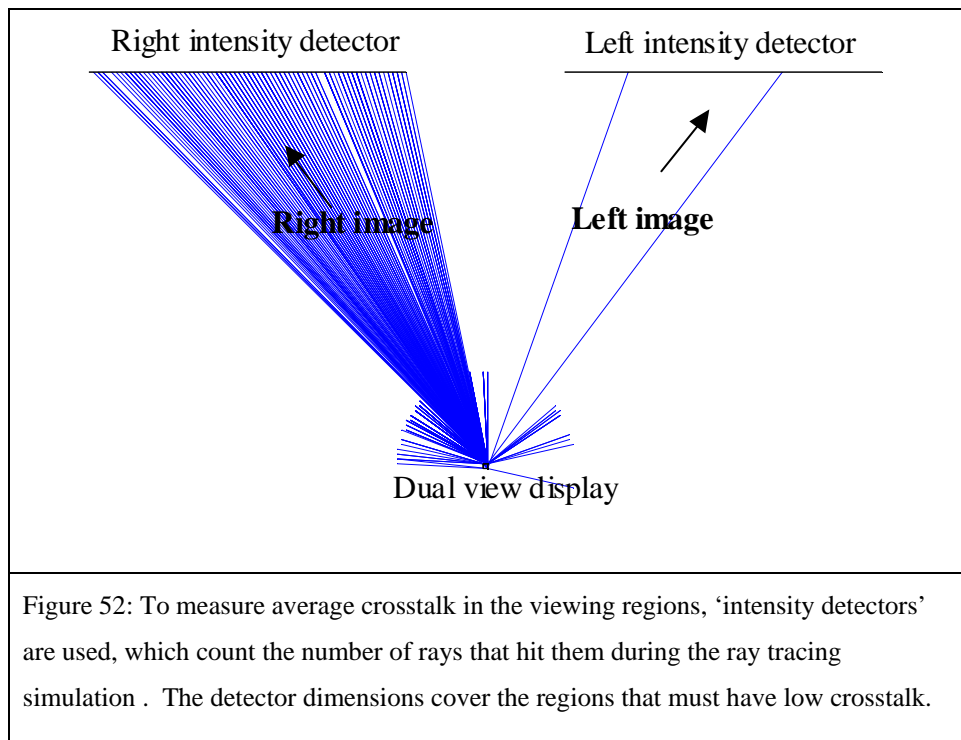 Right intensity detector
Left intensity detector
Right image
Left image
Dual view display
Figure 52: To measure average crosstalk in the viewing regions, ‘intensity detectors’
are used, which count the number of rays that hit them during the ray tracing
simulation .  The detector dimensions cover the regions that must have low crosstalk.